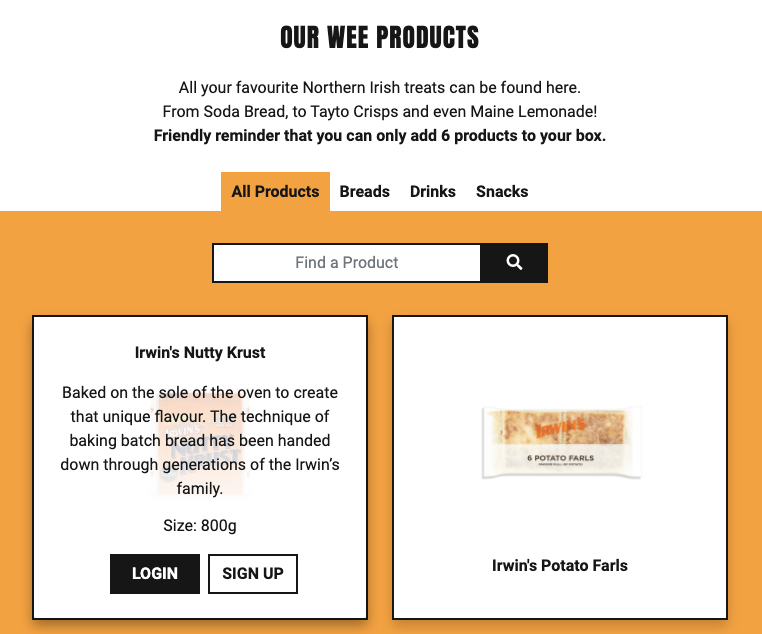 OUR WEE PRODUCTS
All your favourite Northern Irish treats can be found here.
From Soda Bread, to Tayto Crisps and even Maine Lemonade!
Friendly reminder that you can only add 6 products to your box.
All Products Breads Drinks Snacks
Find a Product
Irwin's Nutty Krust
Baked on the sole of the oven to create
that unique flavour. The technique of
baking batch bread has been handed
down through generations of the Irwin’s
family.
Size: 800g
LOGIN SIGN UP
IRWIN'S
NUTTY
KRUST
IRWIN'S
6 POTATO FARLS
Irwin's Potato Farls